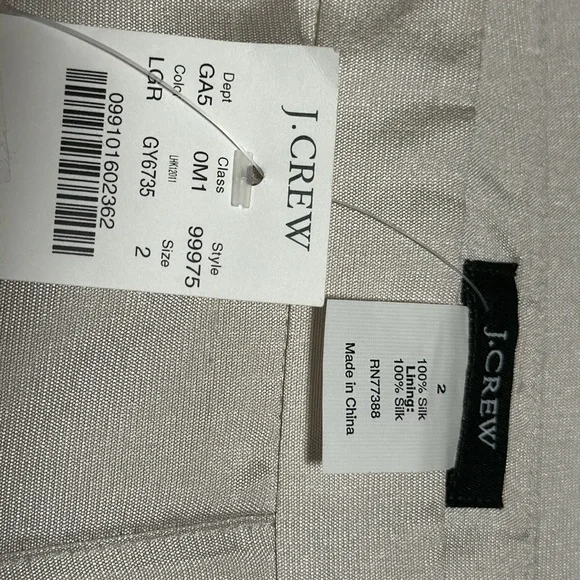 J.CREW
Dept Class Style
GA5 0M1 99975
Color Size
LGR GY6735 2
LHK12011
099101602362
J.CREW
2
100% Silk
Lining:
100% Silk
RN77388
Made in China